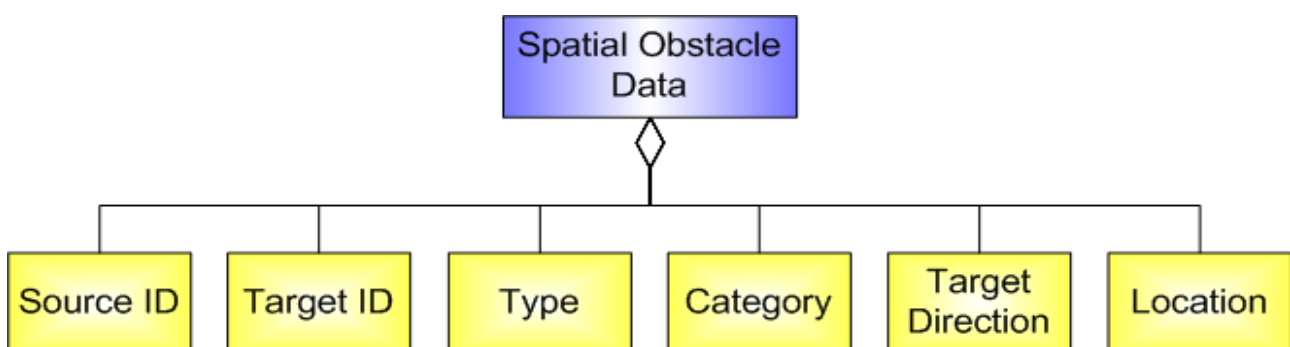 Spatial Obstacle
Data
Source ID
Target ID
Type
Category
Target
Direction
Location